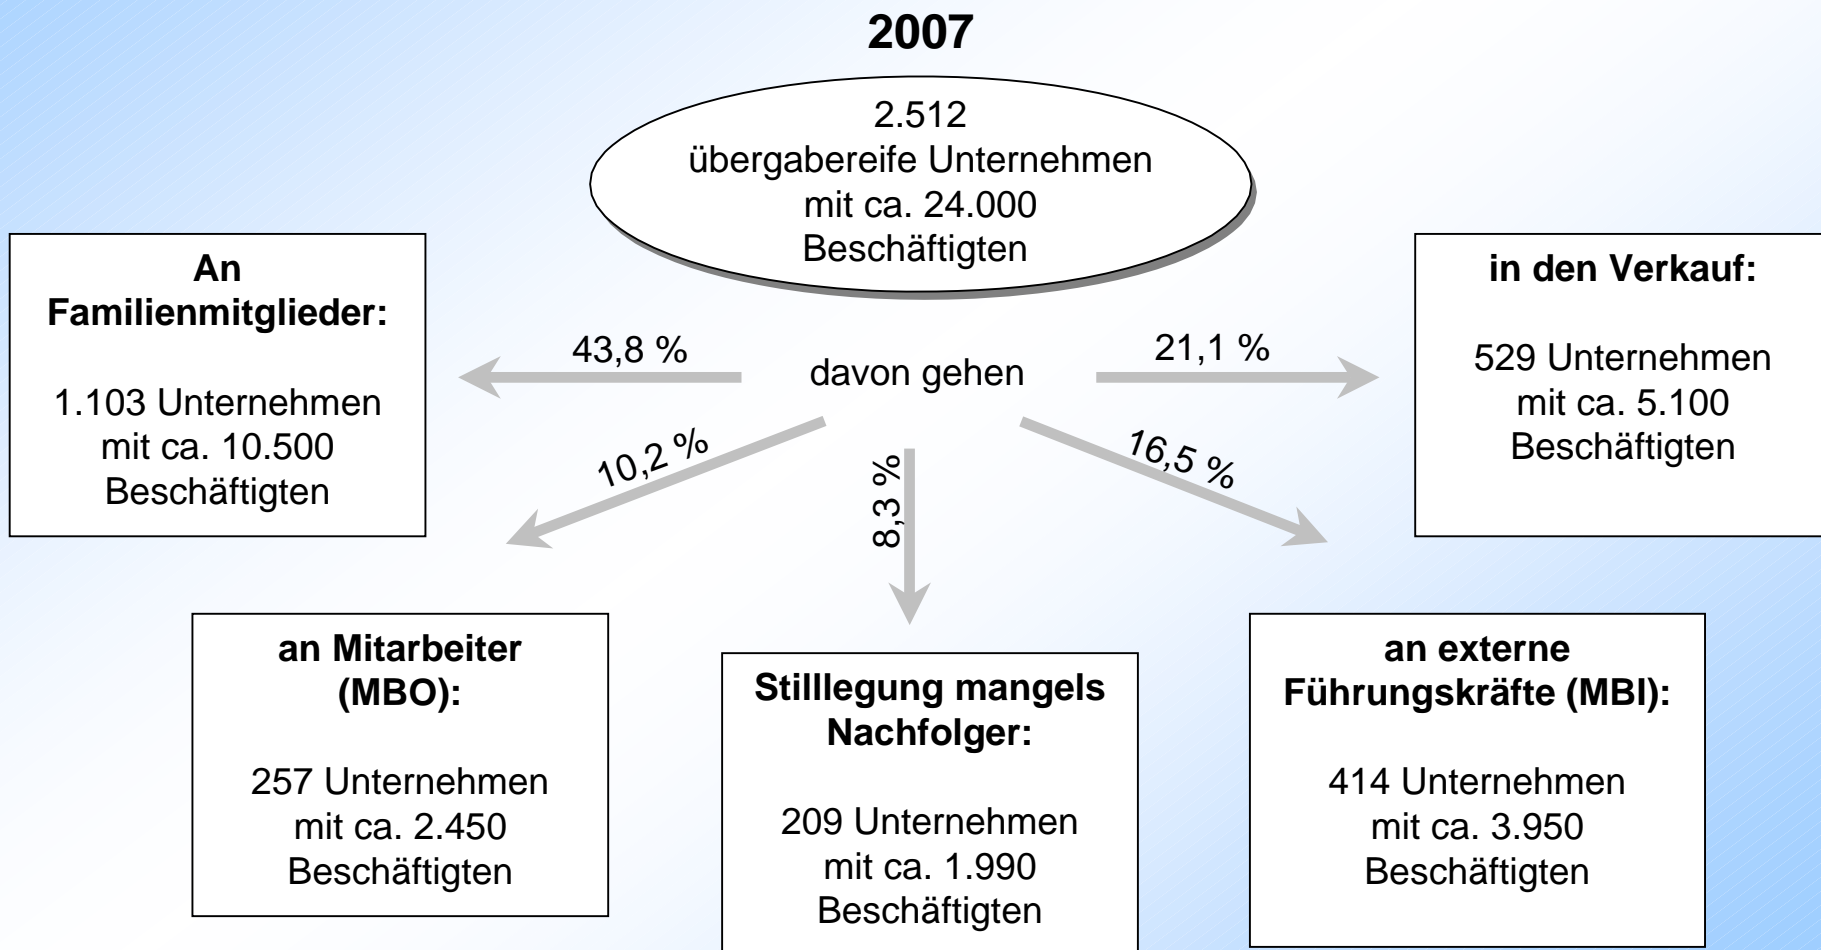 2007
2.512
übergabereife Unternehmen
mit ca. 24.000
Beschäftigten
An
Familienmitglieder:
1.103 Unternehmen
mit ca. 10.500
Beschäftigten
43,8 %
davon gehen
21,1 %
in den Verkauf:
529 Unternehmen
mit ca. 5.100
Beschäftigten
10,2 %
8,3 %
16,5 %
an Mitarbeiter
(MBO):
257 Unternehmen
mit ca. 2.450
Beschäftigten
Stilllegung mangels
Nachfolger:
209 Unternehmen
mit ca. 1.990
Beschäftigten
an externe
Führungskräfte (MBI):
414 Unternehmen
mit ca. 3.950
Beschäftigten